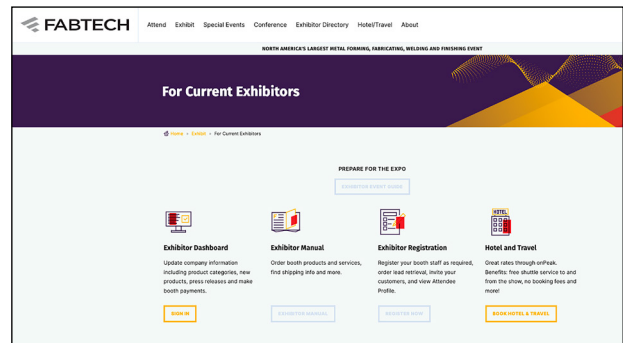 FABTECH
Attend Exhibit Special Events Conference Exhibitor Directory Hotel/Travel About
NORTH AMERICA'S LARGEST METAL FORMING, FABRICATING, WELDING AND FINISHING EVENT
For Current Exhibitors
Home » Exhibit » For Current Exhibitors
PREPARE FOR THE EXPO
EXHIBITOR EVENT GUIDE
HOTEL
Exhibitor Dashboard
Update company information
including product categories, new
products, press releases and make
booth payments.
SIGN IN
Exhibitor Manual
Order booth products and services,
find shipping info and more.
EXHIBITOR MANUAL
Exhibitor Registration
Register your booth staff as required,
order lead retrieval, invite your
customers, and view Attendee
Profile.
REGISTER NOW
Hotel and Travel
Great rates through onPeak.
Benefits: free shuttle service to and
from the show, no booking fees and
more!
BOOK HOTEL & TRAVEL